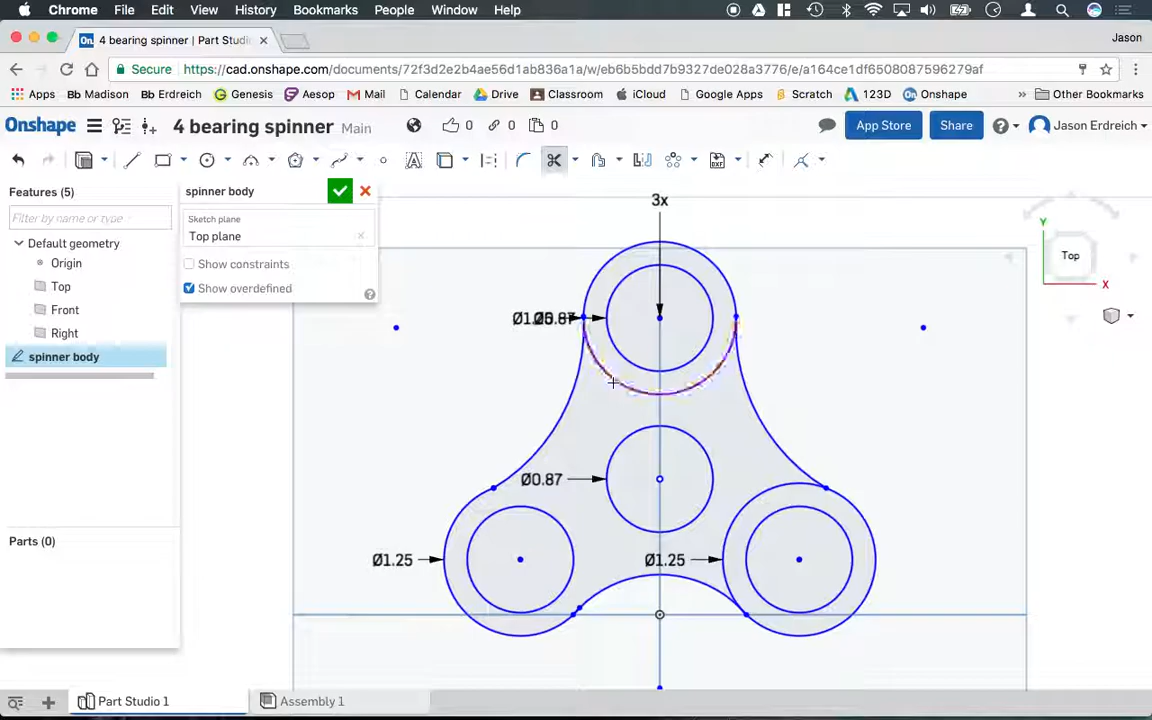 Chrome File Edit View History Bookmarks People Window Help
4 bearing spinner | Part Studi
Jason
Secure https://cad.onshape.com/documents/72f3d2e2b4ae56d1ab836a1a/w/eb6b5bdd7b9327de028a3776/e/a164ce1df6508087596279af
Apps Bb Madison Bb Erdreich Genesis Aesop Mail Calendar Drive Classroom iCloud Google Apps Scratch 123D Onshape » Other Bookmarks
Onshape 4 bearing spinner Main 0 0 0 App Store Share Jason Erdreich
Features (5)
Filter by name or type
Default geometry
Origin
Top
Front
Right
spinner body
Parts (0)
spinner body
Sketch plane
Top plane
Show constraints
Show overdefined
3x
Ø0.87
Ø1.25
Ø1.25
Y
Top
X
Part Studio 1 Assembly 1